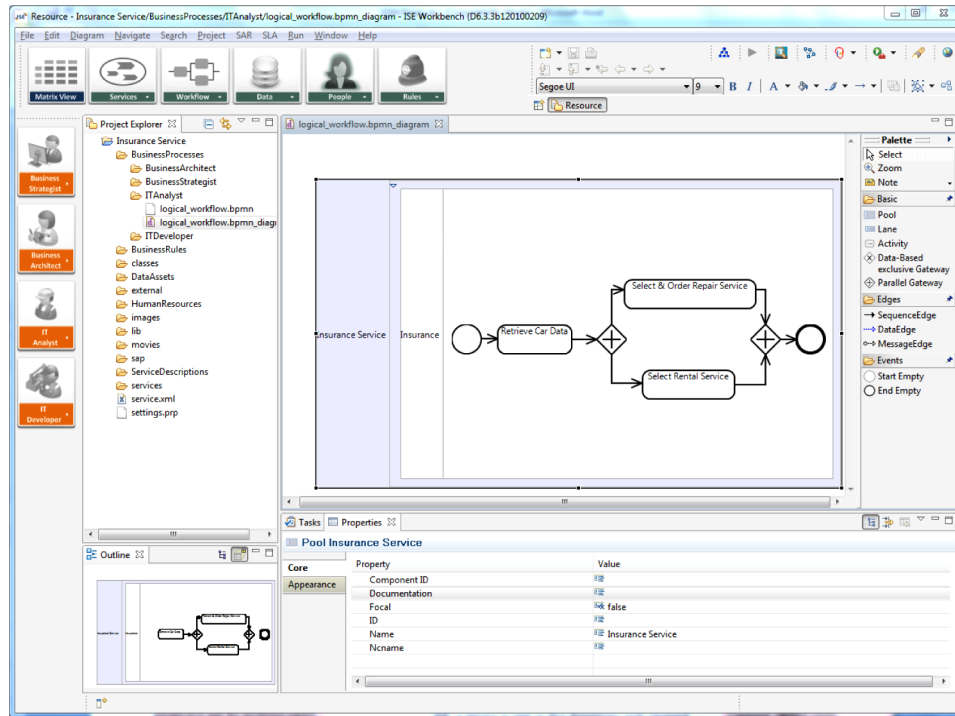 Resource - Insurance Service/BusinessProcesses/ITAnalyst/logical_workflow.bpmn_diagram - ISE Workbench (D6.3.3b120100209)
File Edit Diagram Navigate Search Project SAR SLA Run Window Help
Matrix View Services Workflow Data People Rules
Segoe UI 9 B I A
Resource
Business Strategist
Business Architect
IT Analyst
IT Developer
Project Explorer
Insurance Service
BusinessProcesses
BusinessArchitect
BusinessStrategist
ITAnalyst
logical_workflow.bpmn
logical_workflow.bpmn_diagr
ITDeveloper
BusinessRules
classes
DataAssets
external
HumanResources
images
lib
movies
sap
ServiceDescriptions
services
service.xml
settings.prp
logical_workflow.bpmn_diagram
Insurance Service
Insurance
Retrieve Car Data
Select & Order Repair Service
Select Rental Service
Palette
Select
Zoom
Note
Basic
Pool
Lane
Activity
Data-Based
exclusive Gateway
Parallel Gateway
Edges
SequenceEdge
DataEdge
MessageEdge
Events
Start Empty
End Empty
Outline
Tasks Properties
Pool Insurance Service
Core
Appearance
Property Value
Component ID
Documentation
Focal false
ID
Name Insurance Service
Ncname